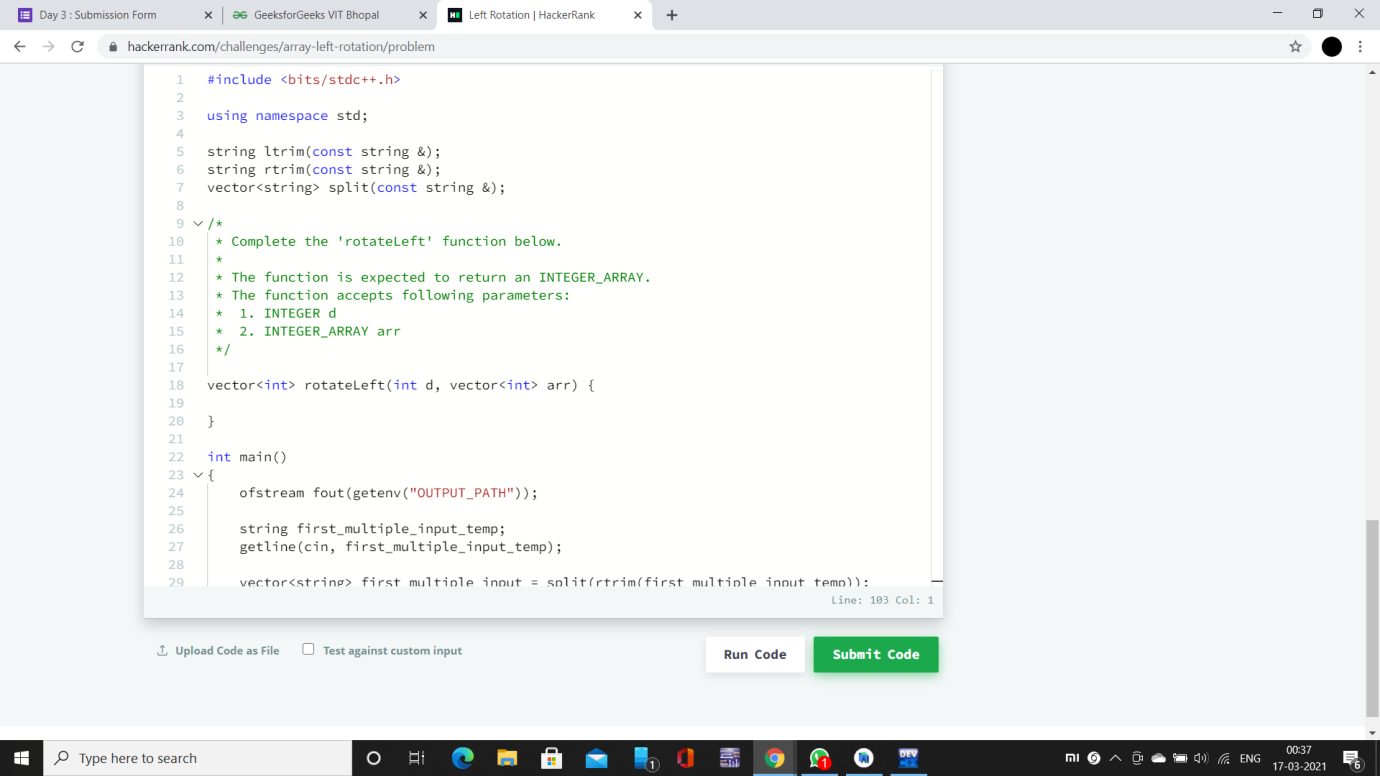 Day 3 : Submission Form
GeeksforGeeks VIT Bhopal
Left Rotation | HackerRank
hackerrank.com/challenges/array-left-rotation/problem
1 #include <bits/stdc++.h>
2
3 using namespace std;
4
5 string ltrim(const string &);
6 string rtrim(const string &);
7 vector<string> split(const string &);
8
9 /*
10 * Complete the 'rotateLeft' function below.
11 *
12 * The function is expected to return an INTEGER_ARRAY.
13 * The function accepts following parameters:
14 *  1. INTEGER d
15 *  2. INTEGER_ARRAY arr
16 */
17
18 vector<int> rotateLeft(int d, vector<int> arr) {
19
20 }
21
22 int main()
23 {
24     ofstream fout(getenv("OUTPUT_PATH"));
25
26     string first_multiple_input_temp;
27     getline(cin, first_multiple_input_temp);
28
29     vector<string> first_multiple_input = split(rtrim(first_multiple_input_temp));
Line: 103 Col: 1
Upload Code as File
Test against custom input
Run Code
Submit Code
Type here to search
1
1
DEV
ENG
00:37
17-03-2021
6